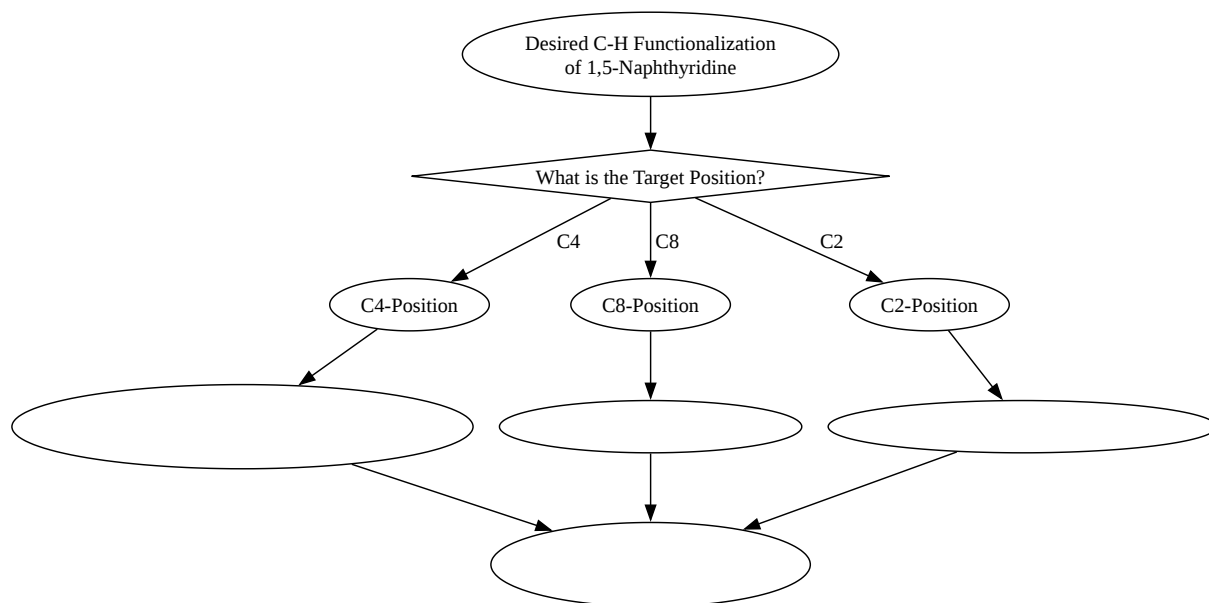 Desired C-H Functionalization
of 1,5-Naphthyridine
What is the Target Position?
C4
C8
C2
C4-Position
C8-Position
C2-Position